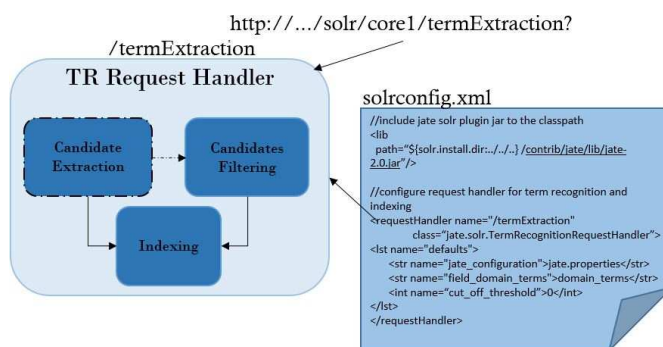 http://.../solr/core1/termExtraction?
/termExtraction
TR Request Handler
Candidate
Extraction
Candidates
Filtering
Indexing
solrconfig.xml
//include jate solr plugin jar to the classpath
<lib
path="${solr.install.dir:../../..} /contrib/jate/lib/jate-
2.0.jar"/>
//configure request handler for term recognition and
indexing
<requestHandler name="/termExtraction"
class="jate.solr.TermRecognitionRequestHandler">
<lst name="defaults">
<str name="jate_configuration">jate.properties</str>
<str name="field_domain_terms">domain_terms</str>
<int name="cut_off_threshold">0</int>
</lst>
</requestHandler>